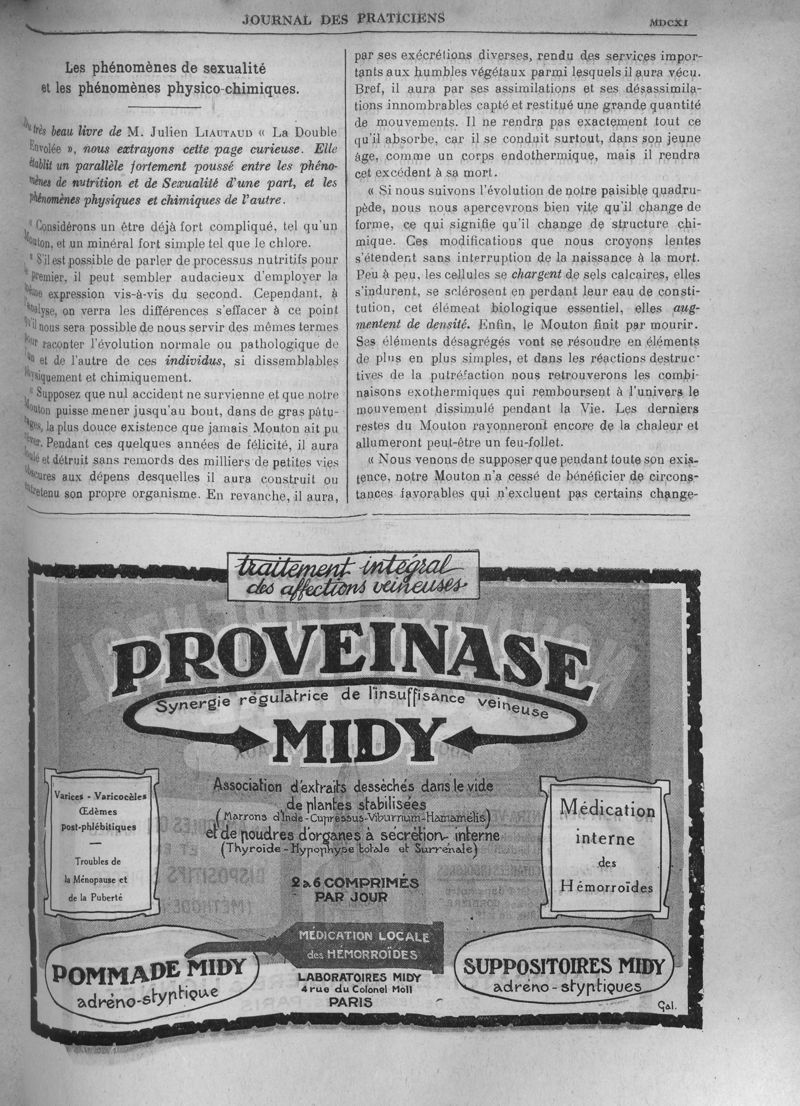 JOURNAL DES PRATICIENS
MDCXI
Les phénomènes de sexualité
et les phénomènes physico-chimiques.
Du très beau livre de M. Julien LIAUTAUD « La Double
Envolée », nous extrayons cette page curieuse. Elle
établit un parallèle fortement poussé entre les phéno-
mènes de nutrition et de Sexualité d'une part, et les
phénomènes physiques et chimiques de l'autre.
« Considérons un être déjà fort compliqué, tel qu'un
Mouton, et un minéral fort simple tel que le chlore.
« S'il est possible de parler de processus nutritifs pour
le premier, il peut sembler audacieux d'employer la
même expression vis-à-vis du second. Cependant, à
l'analyse, on verra les différences s'effacer à ce point
qu'il nous sera possible de nous servir des mêmes termes
pour raconter l'évolution normale ou pathologique de
l'un et de l'autre de ces individus, si dissemblables
physiquement et chimiquement.
« Supposez que nul accident ne survienne et que notre
Mouton puisse mener jusqu'au bout, dans de gras pâtu-
rages, la plus douce existence que jamais Mouton ait pu
rêver. Pendant ces quelques années de félicité, il aura
foulé et détruit sans remords des milliers de petites vies
obscures aux dépens desquelles il aura construit ou
entretenu son propre organisme. En revanche, il aura,
par ses exécrétions diverses, rendu des services impor-
tants aux humbles végétaux parmi lesquels il aura vécu.
Bref, il aura par ses assimilations et ses désassimila-
tions innombrables capté et restitué une grande quantité
de mouvements. Il ne rendra pas exactement tout ce
qu'il absorbe, car il se conduit surtout, dans son jeune
âge, comme un corps endothermique, mais il rendra
cet excédent à sa mort.
« Si nous suivons l'évolution de notre paisible quadru-
pède, nous nous apercevrons bien vite qu'il change de
forme, ce qui signifie qu'il change de structure chi-
mique. Ces modifications que nous croyons lentes
s'étendent sans interruption de la naissance à la mort.
Peu à peu, les cellules se chargent de sels calcaires, elles
s'indurent, se sclérosent en perdant leur eau de consti-
tution, cet élément biologique essentiel, elles aug-
mentent de densité. Enfin, le Mouton finit par mourir.
Ses éléments désagrégés vont se résoudre en éléments
de plus en plus simples, et dans les réactions destruc-
tives de la putréfaction nous retrouverons les combi-
naisons exothermiques qui remboursent à l'univers le
mouvement dissimulé pendant la Vie. Les derniers
restes du Mouton rayonneront encore de la chaleur et
allumeront peut-être un feu-follet.
« Nous venons de supposer que pendant toute son exis-
tence, notre Mouton n'a cessé de bénéficier de circons-
tances favorables qui n'excluent pas certains change-
traitement intégral
des affections veineuses
PROVEINASE
Synergie régulatrice de l'insuffisance veineuse
MIDY
Varices - Varicocèles
Œdèmes
post-phlébitiques
Troubles de
la Ménopause et
de la Puberté
Association d'extraits desséchés dans le vide
de plantes stabilisées
(Marrons d'Inde-Cupressus-Viburnum-Hamamélis)
et de poudres d'organes à sécrétion interne
(Thyroïde-Hypophyse totale et Surrénale)
2 à 6 COMPRIMÉS
PAR JOUR
Médication
interne
des
Hémorroïdes
MÉDICATION LOCALE
des HÉMORROÏDES
POMMADE MIDY
adréno-styptique
LABORATOIRES MIDY
4 rue du Colonel Moll
PARIS
SUPPOSITOIRES MIDY
adréno-styptiques
Gal.